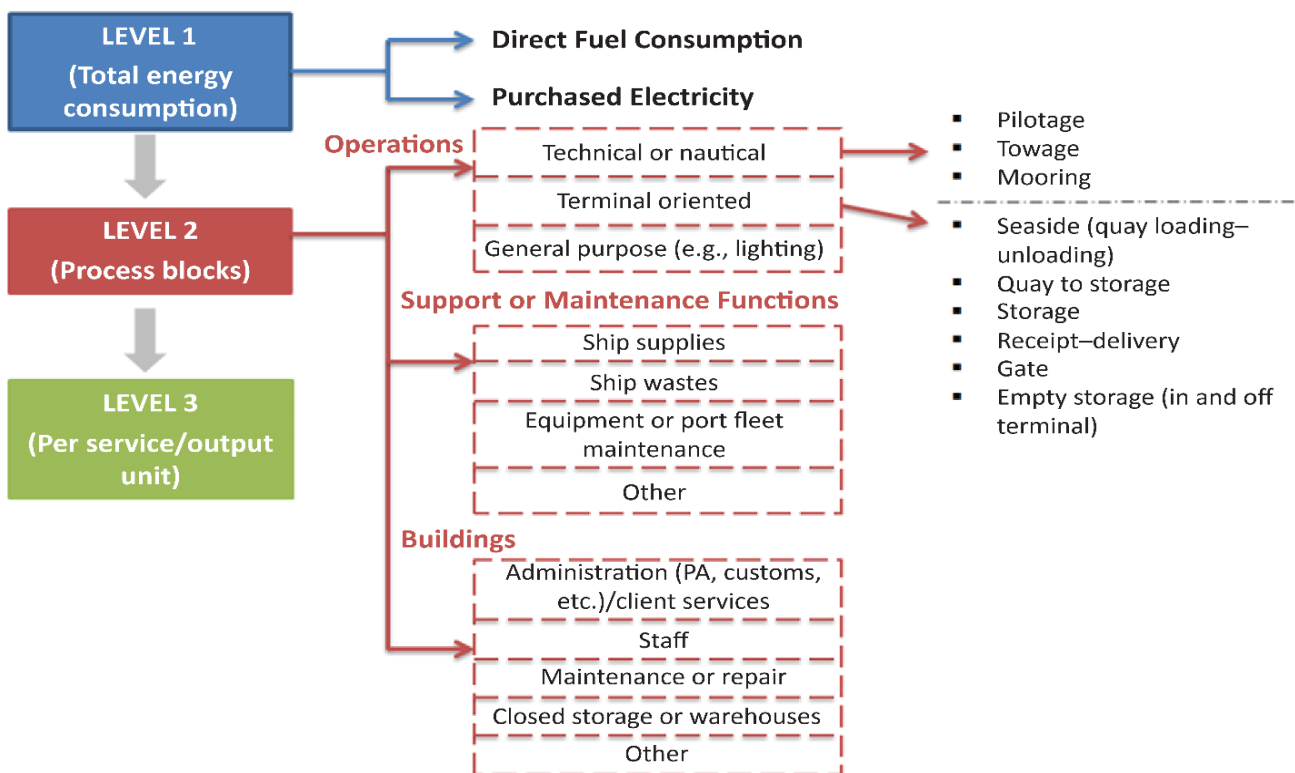 LEVEL 1
(Total energy
consumption)
Direct Fuel Consumption
Purchased Electricity
LEVEL 2
(Process blocks)
Operations
Technical or nautical
Terminal oriented
General purpose (e.g., lighting)
▪ Pilotage
▪ Towage
▪ Mooring
▪ Seaside (quay loading–
unloading)
▪ Quay to storage
▪ Storage
▪ Receipt–delivery
▪ Gate
▪ Empty storage (in and off
terminal)
Support or Maintenance Functions
Ship supplies
Ship wastes
Equipment or port fleet
maintenance
Other
LEVEL 3
(Per service/output
unit)
Buildings
Administration (PA, customs,
etc.)/client services
Staff
Maintenance or repair
Closed storage or warehouses
Other